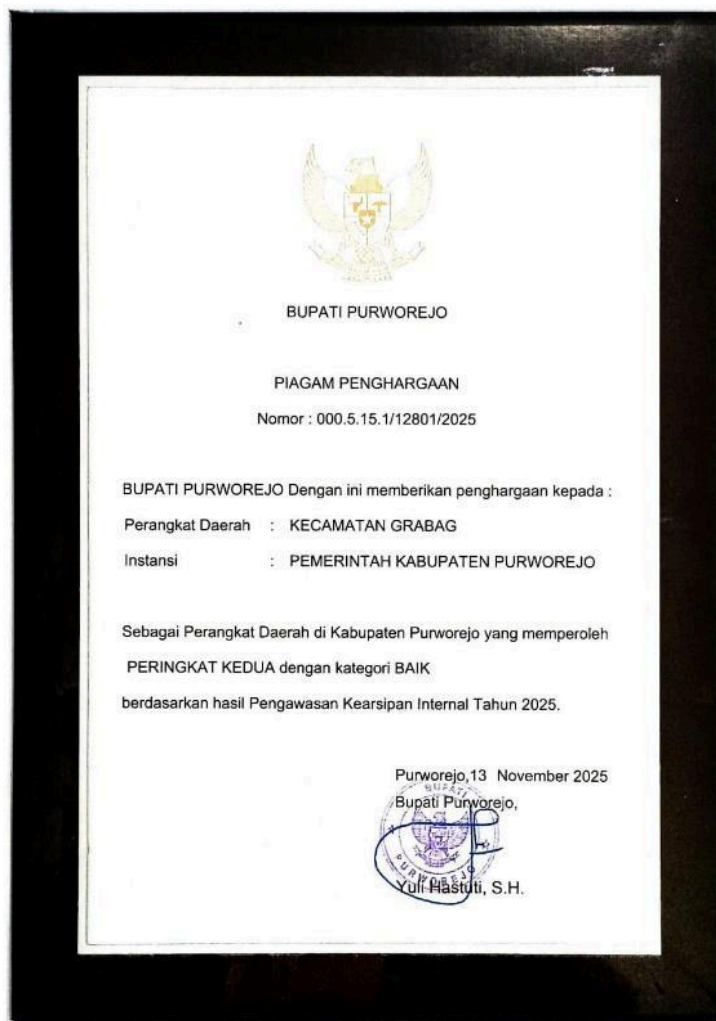 BUPATI PURWOREJO
PIAGAM PENGHARGAAN
Nomor : 000.5.15.1/12801/2025
BUPATI PURWOREJO Dengan ini memberikan penghargaan kepada :
Perangkat Daerah : KECAMATAN GRABAG
Instansi : PEMERINTAH KABUPATEN PURWOREJO
Sebagai Perangkat Daerah di Kabupaten Purworejo yang memperoleh
PERINGKAT KEDUA dengan kategori BAIK
berdasarkan hasil Pengawasan Kearsipan Internal Tahun 2025.
Purworejo,13 November 2025
Bupati Purworejo,
BUPATI
PURWOREJO
Yuli Hastuti, S.H.